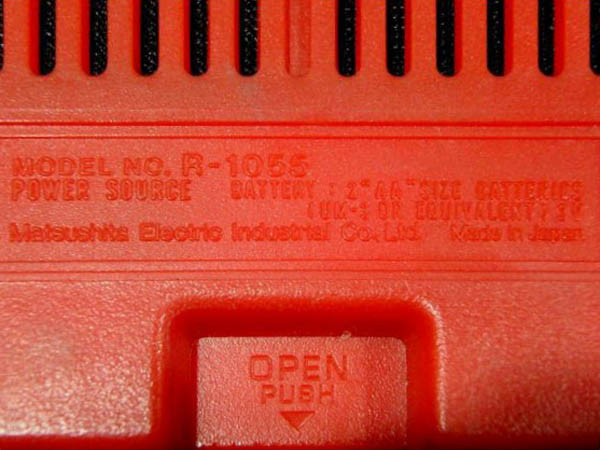 MODEL NO. R-1055
POWER SOURCE BATTERY : 2 "AA" SIZE BATTERIES
(UM-3 OR EQUIVALENT) 3V
Matsushita Electric Industrial Co., Ltd. Made in Japan
OPEN
PUSH